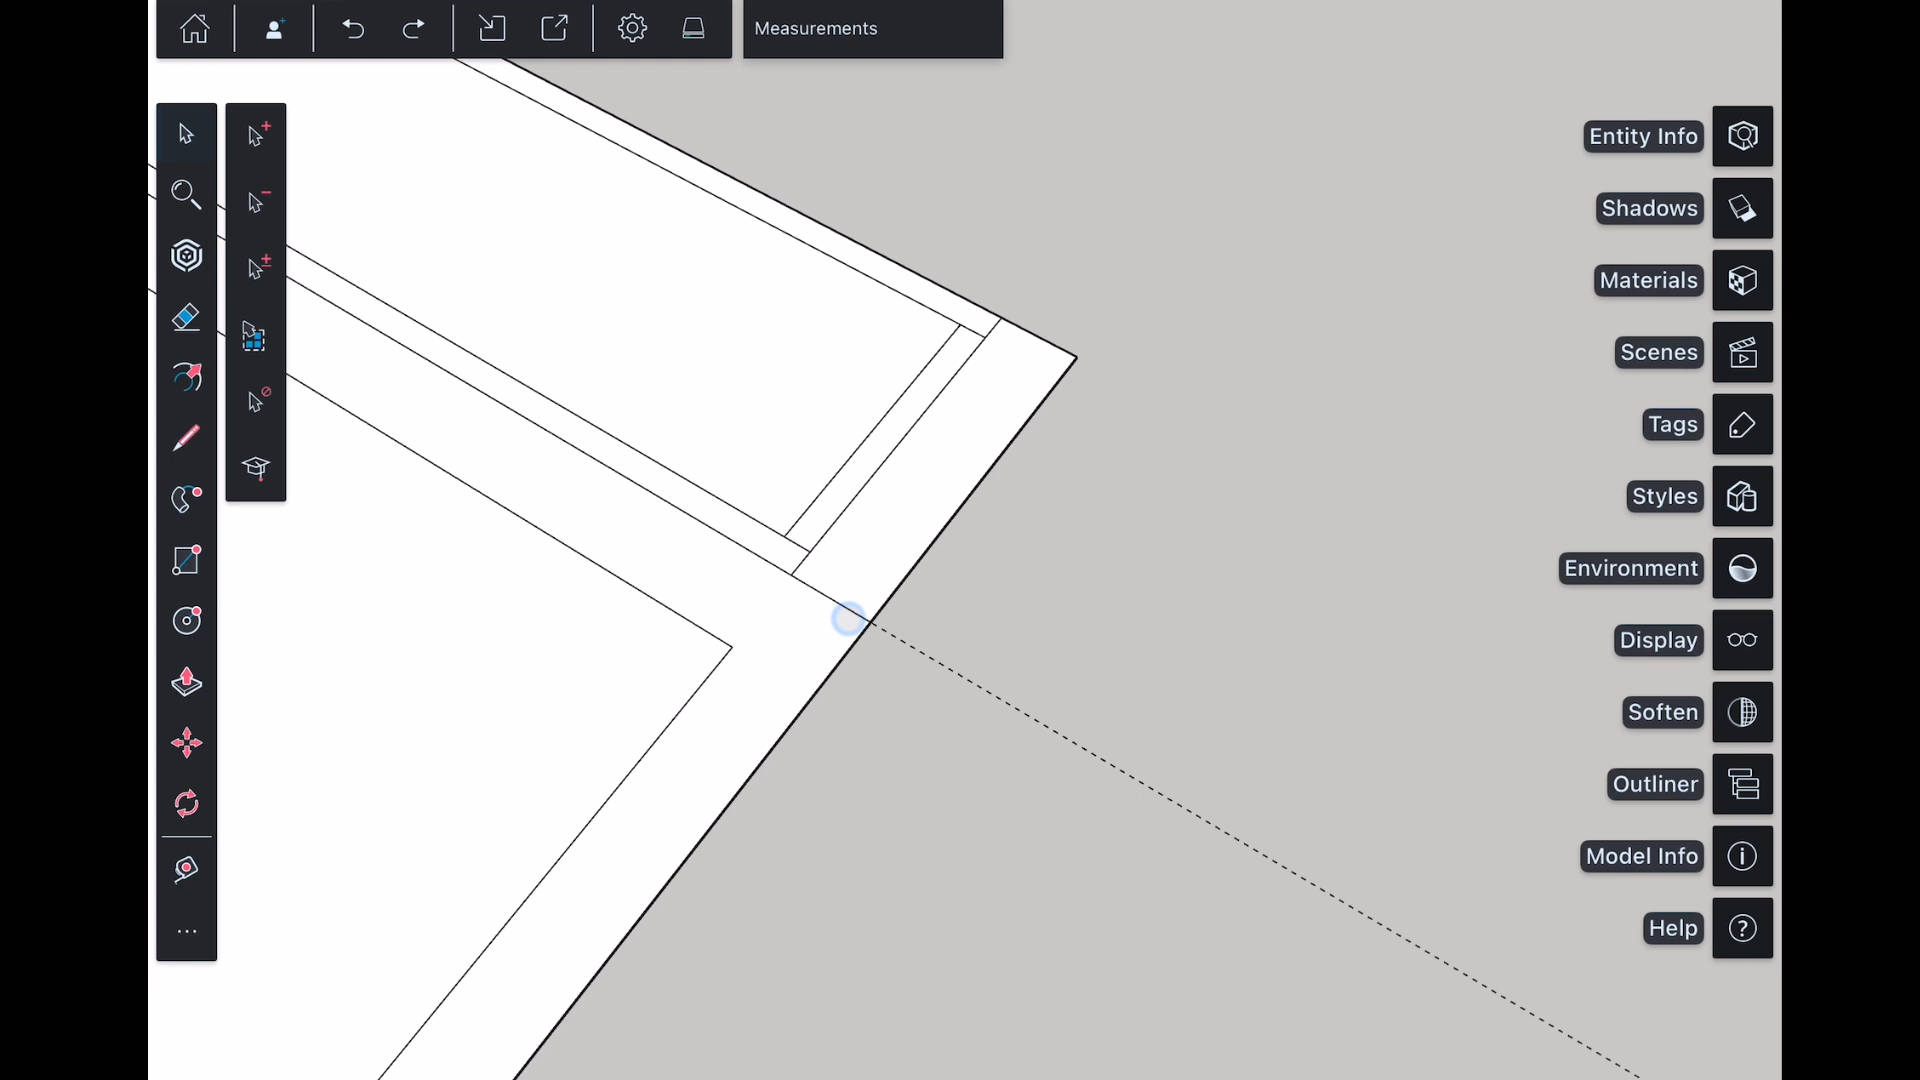 Measurements
Entity Info
Shadows
Materials
Scenes
Tags
Styles
Environment
Display
Soften
Outliner
Model Info
Help